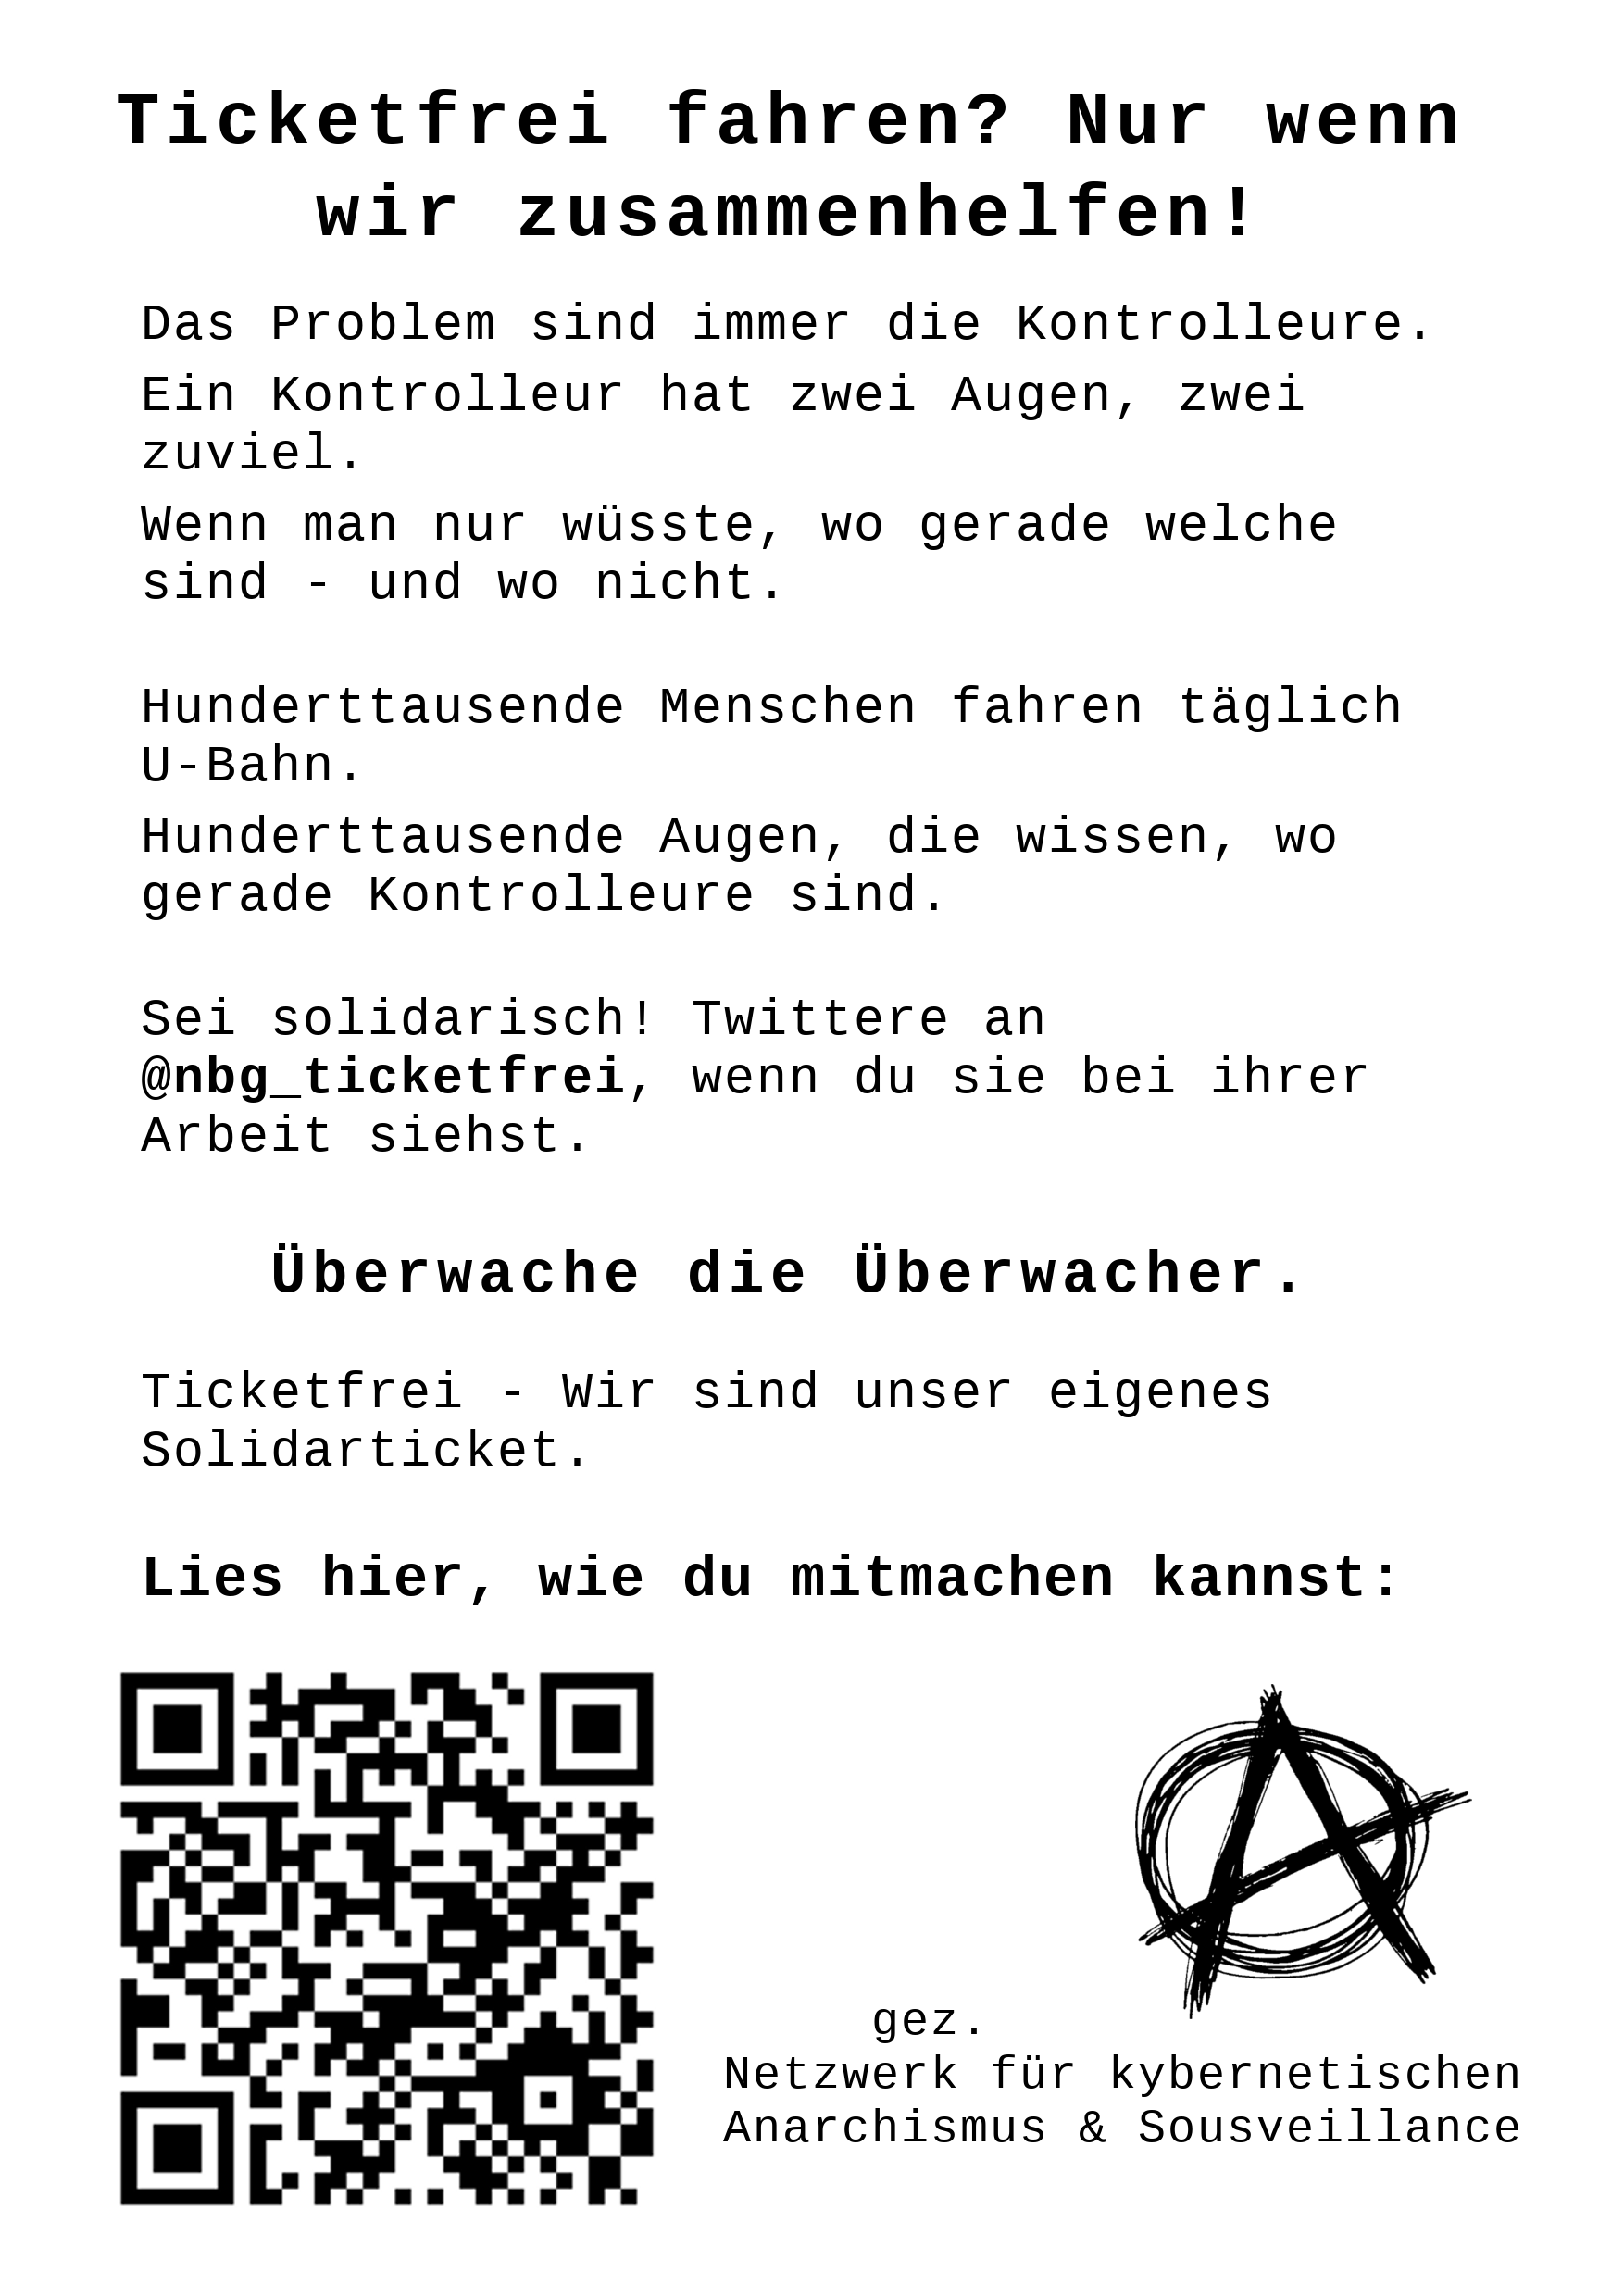 Ticketfrei fahren? Nur wenn
wir zusammenhelfen!
Das Problem sind immer die Kontrolleure.
Ein Kontrolleur hat zwei Augen, zwei
zuviel.
Wenn man nur wüsste, wo gerade welche
sind - und wo nicht.
Hunderttausende Menschen fahren täglich
U-Bahn.
Hunderttausende Augen, die wissen, wo
gerade Kontrolleure sind.
Sei solidarisch! Twittere an
@nbg_ticketfrei, wenn du sie bei ihrer
Arbeit siehst.
Überwache die Überwacher.
Ticketfrei - Wir sind unser eigenes
Solidarticket.
Lies hier, wie du mitmachen kannst:
gez.
Netzwerk für kybernetischen
Anarchismus & Sousveillance